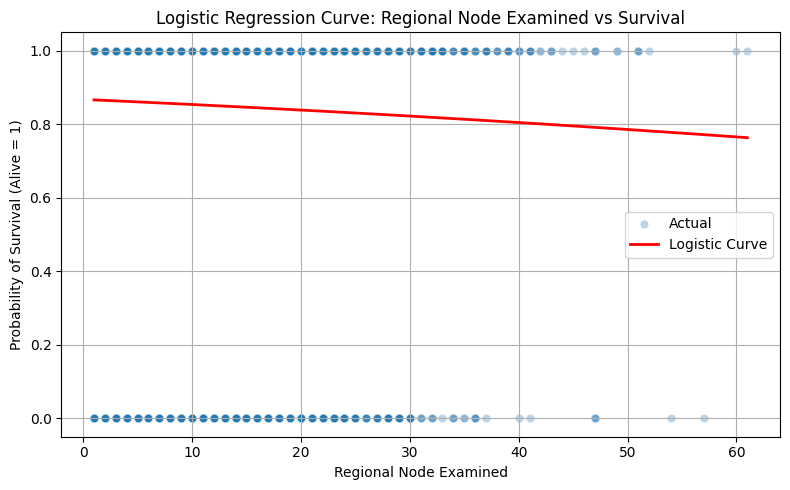 Logistic Regression Curve: Regional Node Examined vs Survival
Probability of Survival (Alive = 1)
1.0
0.8
0.6
0.4
0.2
0.0
Actual
Logistic Curve
0 10 20 30 40 50 60
Regional Node Examined